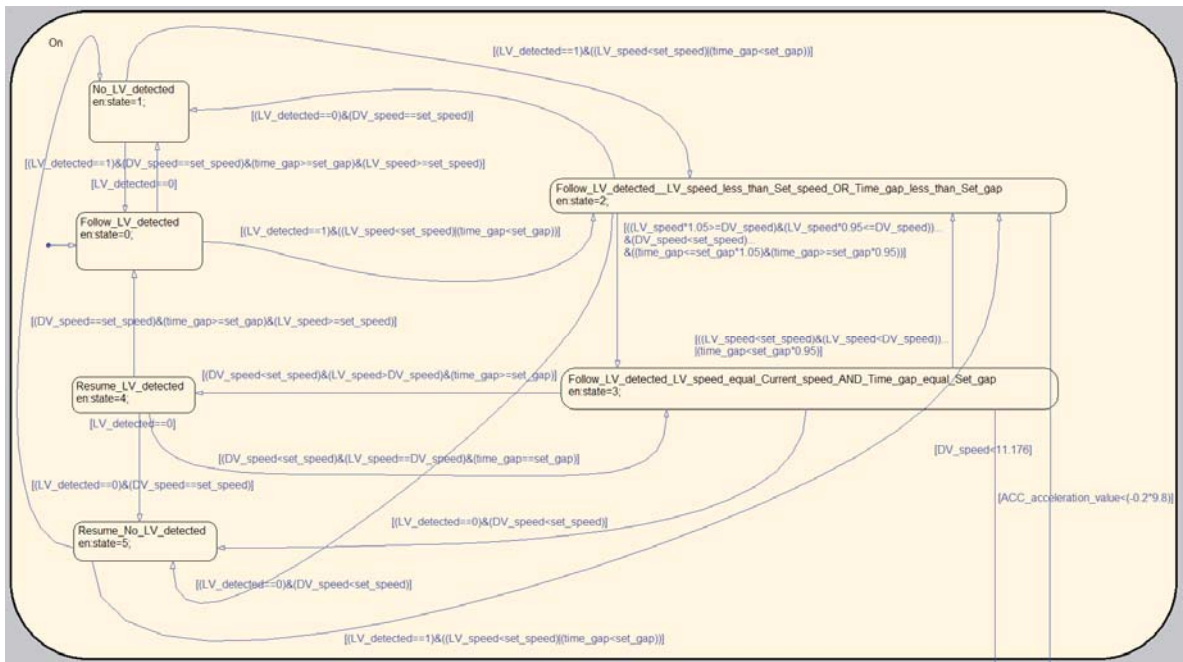 On
[(LV_detected==1)&((LV_speed<set_speed)|(time_gap<set_gap))]
No_LV_detected
en:state=1;
[(LV_detected==0)&(DV_speed==set_speed)]
[(LV_detected==1)&(DV_speed==set_speed)&(time_gap>=set_gap)&(LV_speed>=set_speed)]
[LV_detected==0]
Follow_LV_detected__LV_speed_less_than_Set_speed_OR_Time_gap_less_than_Set_gap
en:state=2;
Follow_LV_detected
en:state=0;
[(LV_detected==1)&((LV_speed<set_speed)|(time_gap<set_gap))]
[((LV_speed*1.05>=DV_speed)&(LV_speed*0.95<=DV_speed))...
&(DV_speed<set_speed)...
&((time_gap<=set_gap*1.05)&(time_gap>=set_gap*0.95))]
[(DV_speed==set_speed)&(time_gap>=set_gap)&(LV_speed>=set_speed)]
[((LV_speed<set_speed)&(LV_speed<DV_speed))...
|(time_gap<set_gap*0.95)]
[(DV_speed<set_speed)&(LV_speed>DV_speed)&(time_gap>=set_gap)]
Resume_LV_detected
en:state=4;
Follow_LV_detected_LV_speed_equal_Current_speed_AND_Time_gap_equal_Set_gap
en:state=3;
[LV_detected==0]
[(DV_speed<set_speed)&(LV_speed==DV_speed)&(time_gap==set_gap)]
[DV_speed<11.176]
[(LV_detected==0)&(DV_speed==set_speed)]
[ACC_acceleration_value<(-0.2*9.8)]
Resume_No_LV_detected
en:state=5;
[(LV_detected==0)&(DV_speed<set_speed)]
[(LV_detected==0)&(DV_speed<set_speed)]
[(LV_detected==1)&((LV_speed<set_speed)|(time_gap<set_gap))]